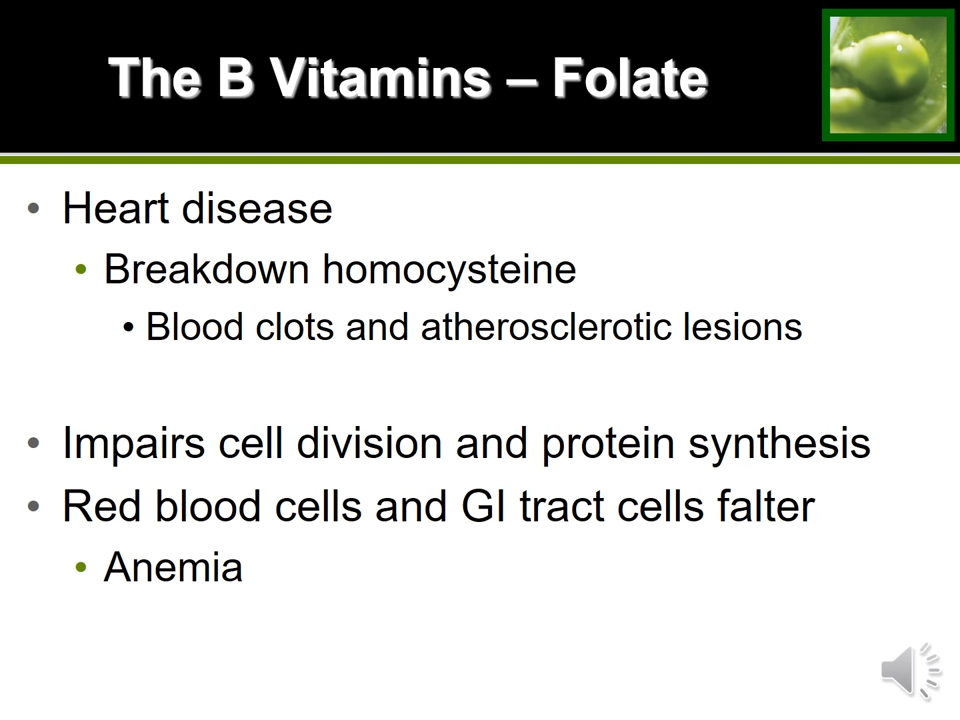 The B Vitamins – Folate
• Heart disease
• Breakdown homocysteine
• Blood clots and atherosclerotic lesions
• Impairs cell division and protein synthesis
• Red blood cells and GI tract cells falter
• Anemia